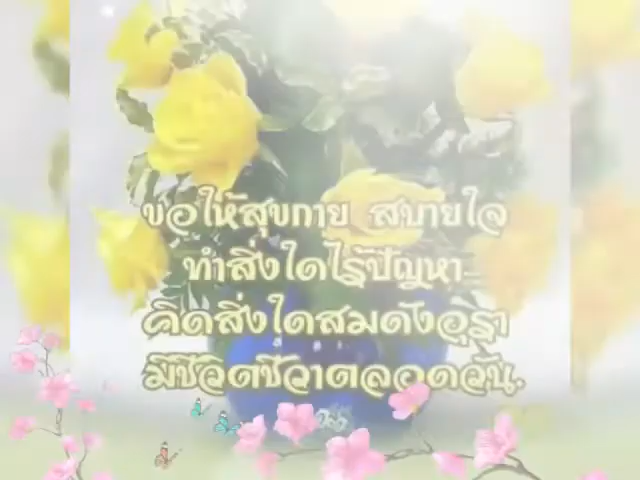 ขอให้สุขกาย สบายใจ
ทำสิ่งใดไร้ปัญหา
คิดสิ่งใดสมดังอุรา
มีชีวิตชีวาตลอดวัน.